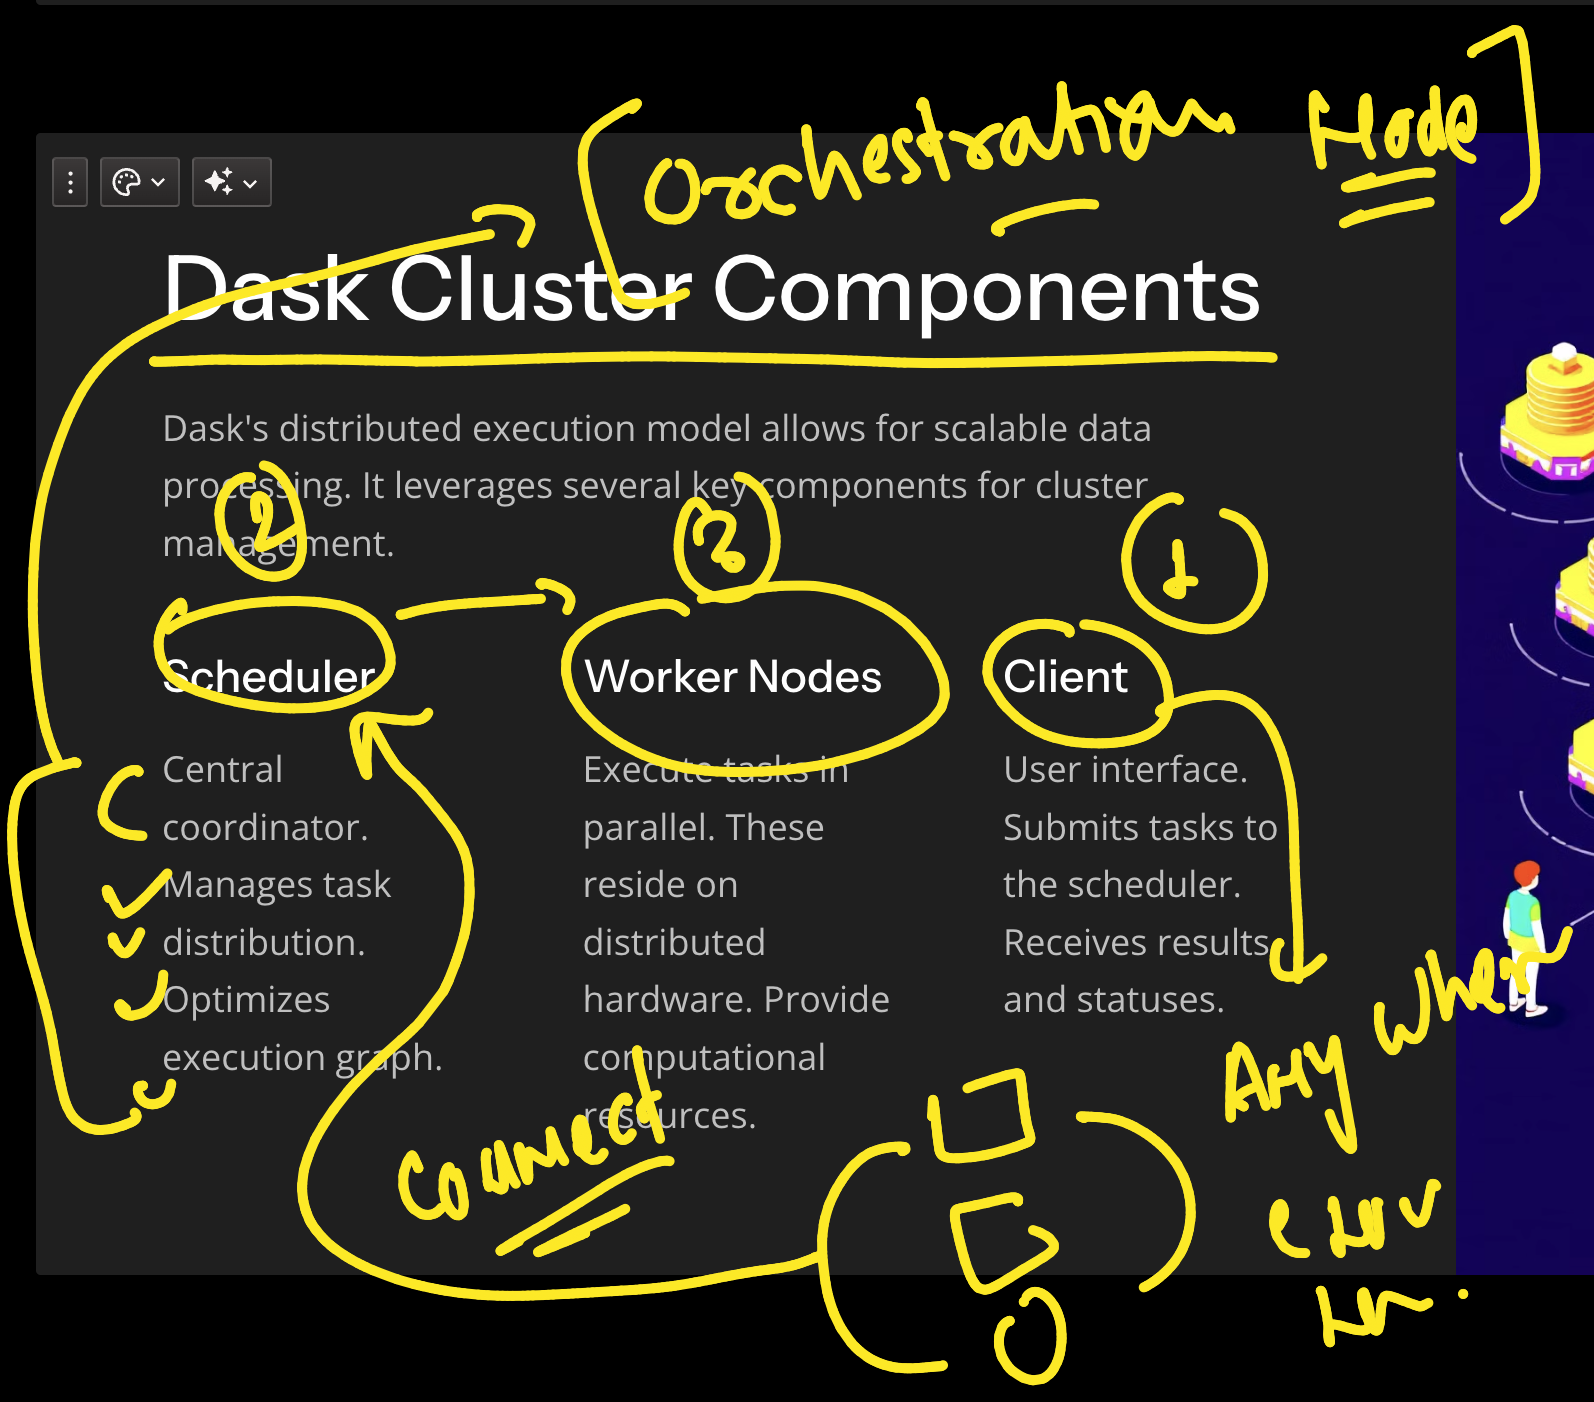 [Orchestration Node]
Dask Cluster Components
Dask's distributed execution model allows for scalable data
processing. It leverages several key components for cluster
management.
2
3
1
Scheduler
Central
coordinator.
Manages task
distribution.
Optimizes
execution graph.
Worker Nodes
Execute tasks in
parallel. These
reside on
distributed
hardware. Provide
computational
resources.
Client
User interface.
Submits tasks to
the scheduler.
Receives results
and statuses.
Connect
Any where